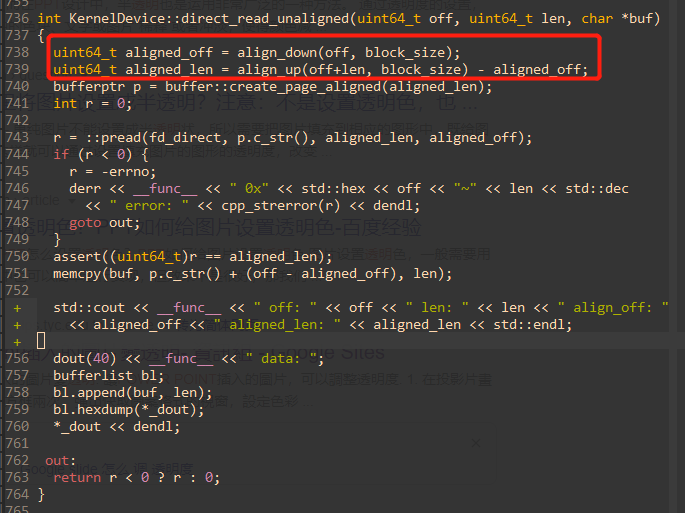 736 int KernelDevice::direct_read_unaligned(uint64_t off, uint64_t len, char *buf)
737 {
738   uint64_t aligned_off = align_down(off, block_size);
739   uint64_t aligned_len = align_up(off+len, block_size) - aligned_off;
740   bufferptr p = buffer::create_page_aligned(aligned_len);
741   int r = 0;
742
743   r = ::pread(fd_direct, p.c_str(), aligned_len, aligned_off);
744   if (r < 0) {
745     r = -errno;
746     derr << __func__ << " 0x" << std::hex << off << "~" << len << std::dec
747       << " error: " << cpp_strerror(r) << dendl;
748     goto out;
749   }
750   assert((uint64_t)r == aligned_len);
751   memcpy(buf, p.c_str() + (off - aligned_off), len);
752
+   std::cout << __func__ << " off: " << off << " len: " << len << " align_off: "
+     << aligned_off << " aligned_len: " << aligned_len << std::endl;
+
756   dout(40) << __func__ << " data: ";
757   bufferlist bl;
758   bl.append(buf, len);
759   bl.hexdump(*_dout);
760   *_dout << dendl;
761
762  out:
763   return r < 0 ? r : 0;
764 }
765